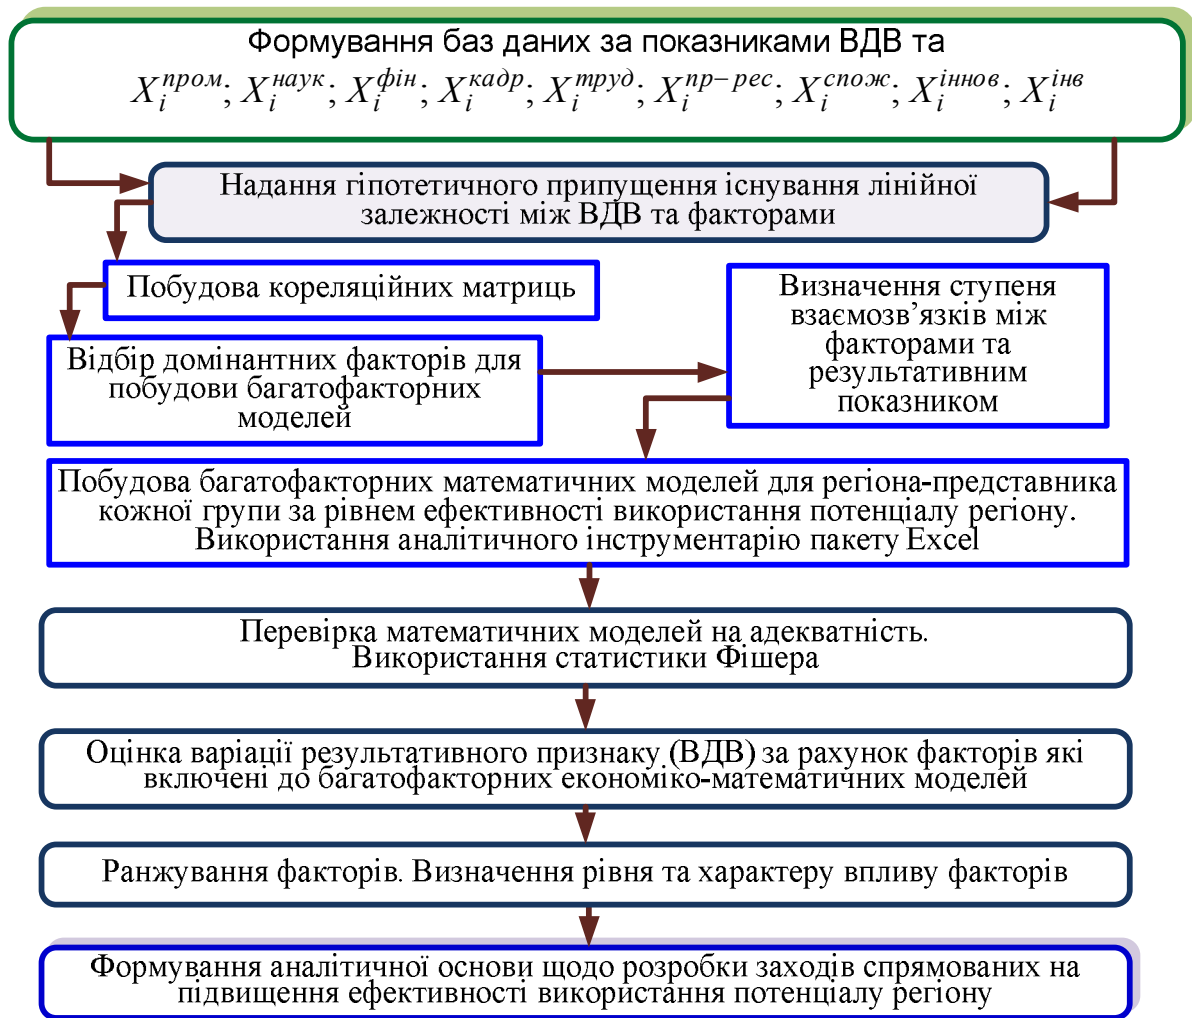 Формування баз даних за показниками ВДВ та
X_i^{пром}; X_i^{наук}; X_i^{фін}; X_i^{кадр}; X_i^{труд}; X_i^{пр–рес}; X_i^{спож}; X_i^{іннов}; X_i^{інв}
Надання гіпотетичного припущення існування лінійної
залежності між ВДВ та факторами
Побудова кореляційних матриць
Відбір домінантних факторів для
побудови багатофакторних
моделей
Визначення ступеня
взаємозв’язків між
факторами та
результативним
показником
Побудова багатофакторних математичних моделей для регіона-представника
кожної групи за рівнем ефективності використання потенціалу регіону.
Використання аналітичного інструментарію пакету Excel
Перевірка математичних моделей на адекватність.
Використання статистики Фішера
Оцінка варіації результативного признаку (ВДВ) за рахунок факторів які
включені до багатофакторних економіко-математичних моделей
Ранжування факторів. Визначення рівня та характеру впливу факторів
Формування аналітичної основи щодо розробки заходів спрямованих на
підвищення ефективності використання потенціалу регіону